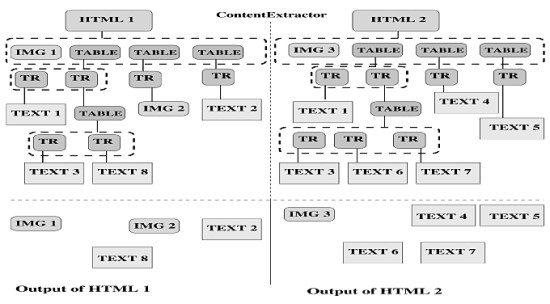 ContentExtractor
HTML 1
IMG 1 TABLE TABLE TABLE
TR TR TR TR
TEXT 1 TABLE IMG 2 TEXT 2
TR TR
TEXT 3 TEXT 8
HTML 2
IMG 3 TABLE TABLE TABLE
TR TR TR TR
TEXT 1 TABLE TEXT 4 TEXT 5
TR TR TR
TEXT 3 TEXT 6 TEXT 7
IMG 1 IMG 2 TEXT 2
TEXT 8
Output of HTML 1
IMG 3 TEXT 4 TEXT 5
TEXT 6 TEXT 7
Output of HTML 2